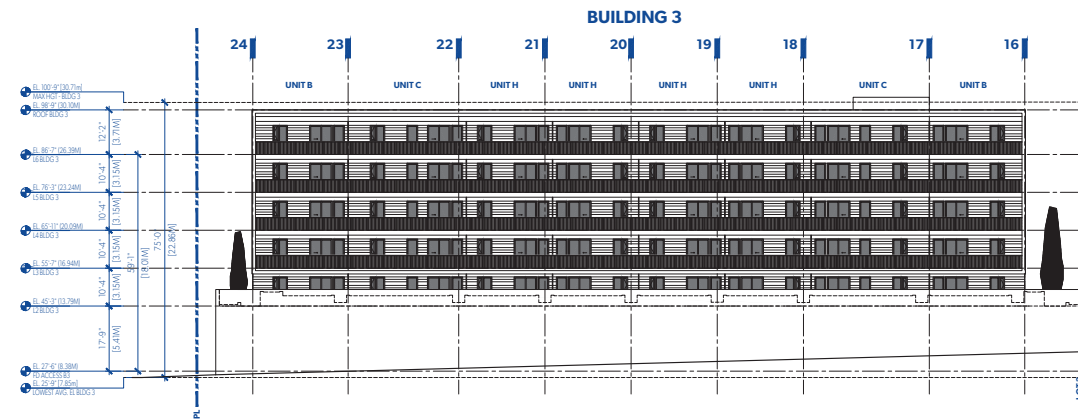 BUILDING 3
24 23 22 21 20 19 18 17 16
UNIT B UNIT C UNIT H UNIT H UNIT H UNIT H UNIT C UNIT B
EL. 100'-9" [30.71m]
MAX HGT - BLDG 3
EL. 98'-9" (30.10M)
ROOF BLDG 3
12'-2"
[3.71M]
EL. 86'-7" (26.39M)
L6 BLDG 3
10'-4"
[3.15M]
EL. 76'-3" (23.24M)
L5 BLDG 3
10'-4"
[3.15M]
EL. 65'-11" (20.09M)
L4 BLDG 3
10'-4"
[3.15M]
59'-1"
[18.01M]
75'-0
[22.86M]
EL. 55'-7" (16.94M)
L3 BLDG 3
10'-4"
[3.15M]
EL. 45'-3" (13.79M)
L2 BLDG 3
17'-9"
[5.41M]
EL. 27'-6" (8.38M)
FD ACCESS B3
EL. 25'-9" [7.85m]
LOWEST AVG. EL BLDG 3
PL